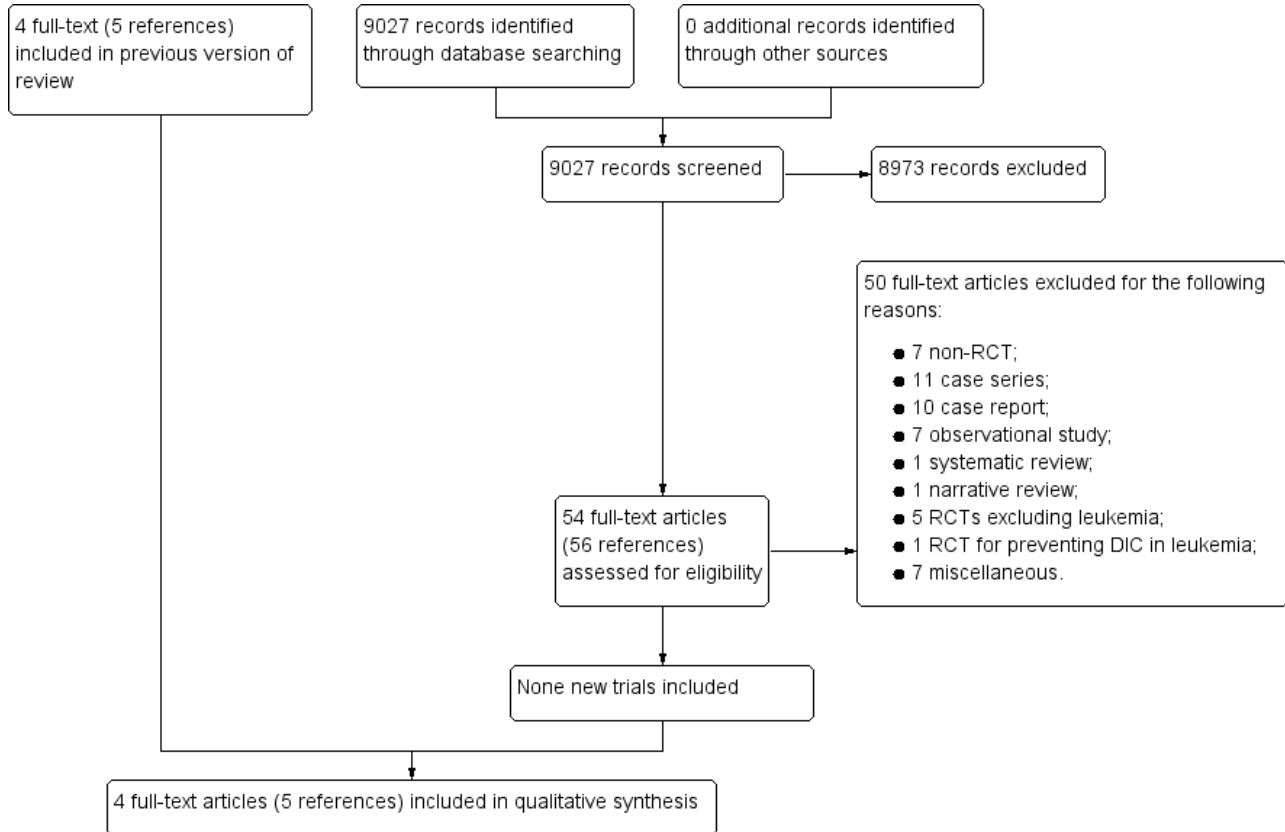 4 full-text (5 references)
included in previous version of
review
9027 records identified
through database searching
0 additional records identified
through other sources
9027 records screened
8973 records excluded
50 full-text articles excluded for the following
reasons:
● 7 non-RCT;
● 11 case series;
● 10 case report;
● 7 observational study;
● 1 systematic review;
● 1 narrative review;
● 5 RCTs excluding leukemia;
● 1 RCT for preventing DIC in leukemia;
● 7 miscellaneous.
54 full-text articles
(56 references)
assessed for eligibility
None new trials included
4 full-text articles (5 references) included in qualitative synthesis